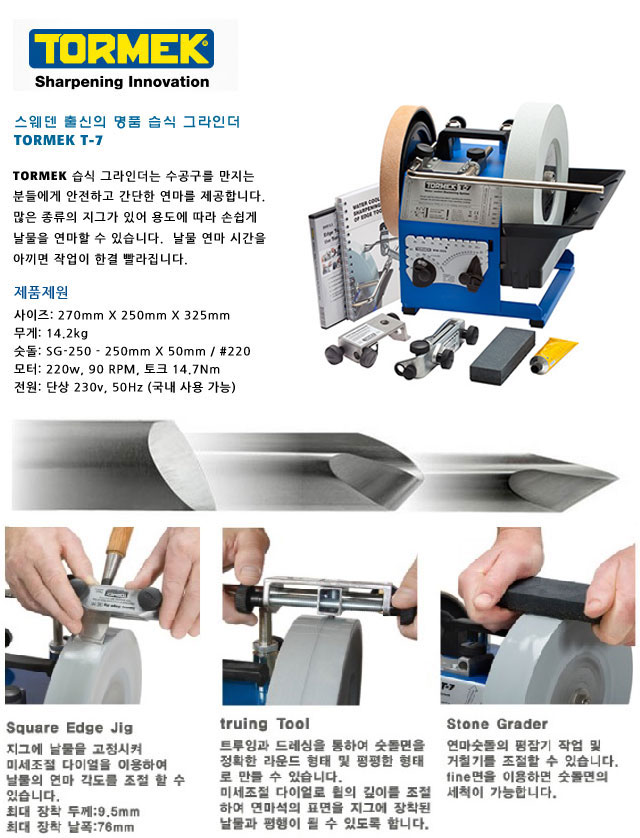 TORMEK
Sharpening Innovation
스웨덴 출신의 명품 습식 그라인더
TORMEK T-7
TORMEK 습식 그라인더는 수공구를 만지는
분들에게 안전하고 간단한 연마를 제공합니다.
많은 종류의 지그가 있어 용도에 따라 손쉽게
날물을 연마할 수 있습니다. 날물 연마 시간을
아끼면 작업이 한결 빨라집니다.
제품제원
사이즈: 270mm X 250mm X 325mm
무게: 14.2kg
숫돌: SG-250 - 250mm X 50mm / #220
모터: 220w, 90 RPM, 토크 14.7Nm
전원: 단상 230v, 50Hz (국내 사용 가능)
WATER COOLED
SHARPENING
OF EDGE TOOLS
TORMEK T-7
TORMEK
TORMEK
T-7
Square Edge Jig
지그에 날물을 고정시켜
미세조절 다이얼을 이용하여
날물의 연마 각도를 조절 할 수
있습니다.
최대 장착 두께:9.5mm
최대 장착 날폭:76mm
truing Tool
트루잉과 드레싱을 통하여 숫돌면을
정확한 라운드 형태 및 평평한 형태
로 만들 수 있습니다.
미세조절 다이얼로 휠의 깊이를 조절
하여 연마석의 표면을 지그에 장착된
날물과 평행이 될 수 있도록 합니다.
Stone Grader
연마숫돌의 평잡기 작업 및
거칠기를 조절할 수 있습니다.
fine면을 이용하면 숫돌면의
세척이 가능합니다.